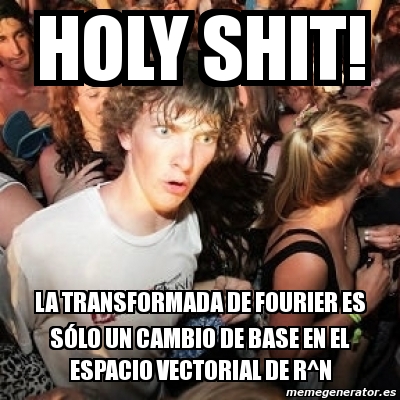 HOLY SHIT!
LA TRANSFORMADA DE FOURIER ES
SÓLO UN CAMBIO DE BASE EN EL
ESPACIO VECTORIAL DE R^N
memegenerator.es